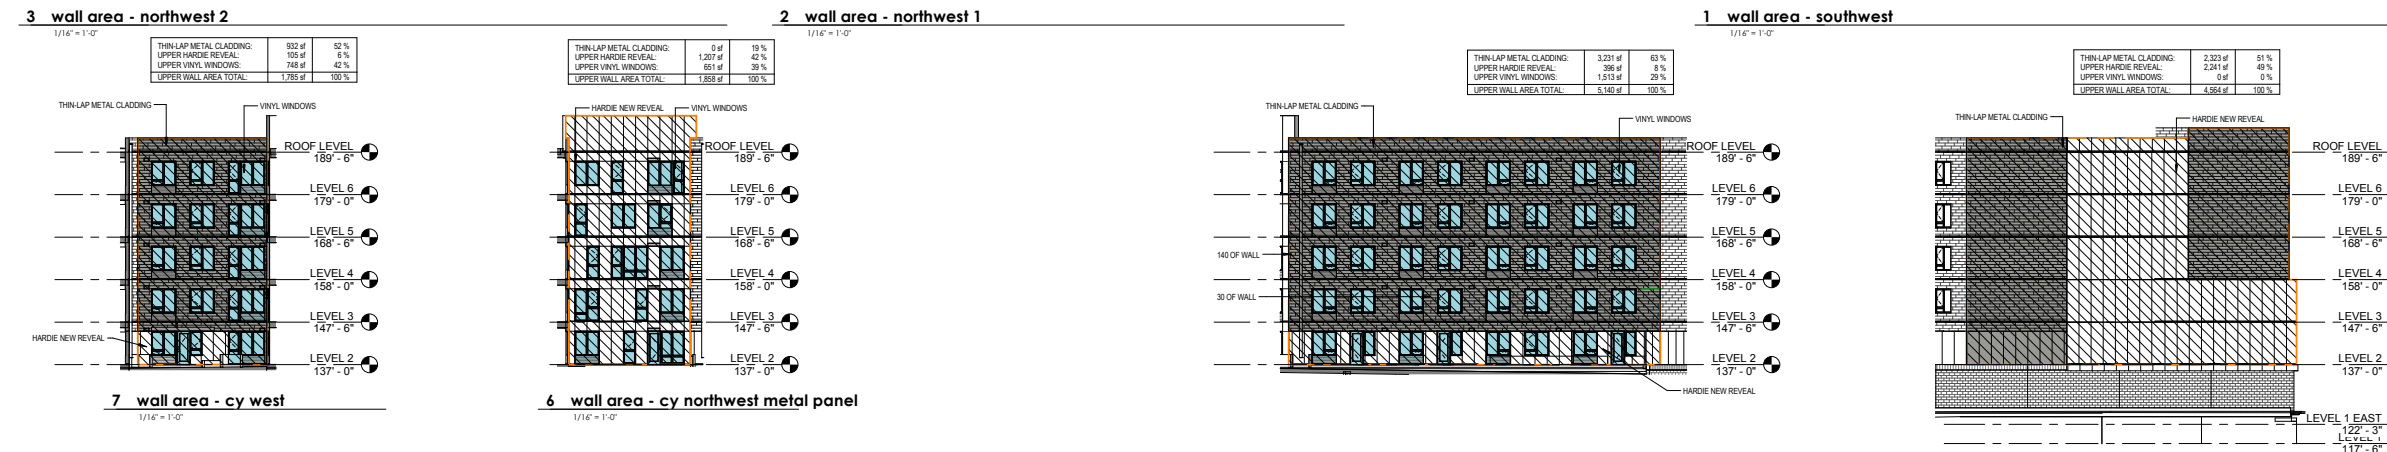 3 wall area - northwest 2
1/16" = 1'-0"
2 wall area - northwest 1
1/16" = 1'-0"
1 wall area - southwest
1/16" = 1'-0"
THIN-LAP METAL CLADDING: 932 sf 52 %
UPPER HARDIE REVEAL: 105 sf 6 %
UPPER VINYL WINDOWS: 748 sf 42 %
UPPER WALL AREA TOTAL: 1,785 sf 100 %
THIN-LAP METAL CLADDING
VINYL WINDOWS
ROOF LEVEL
189' - 6"
LEVEL 6
179' - 0"
LEVEL 5
168' - 6"
LEVEL 4
158' - 0"
LEVEL 3
147' - 6"
LEVEL 2
137' - 0"
HARDIE NEW REVEAL
7 wall area - cy west
1/16" = 1'-0"
THIN-LAP METAL CLADDING: 0 sf 19 %
UPPER HARDIE REVEAL: 1,207 sf 42 %
UPPER VINYL WINDOWS: 651 sf 39 %
UPPER WALL AREA TOTAL: 1,858 sf 100 %
HARDIE NEW REVEAL
VINYL WINDOWS
ROOF LEVEL
189' - 6"
LEVEL 6
179' - 0"
LEVEL 5
168' - 6"
LEVEL 4
158' - 0"
LEVEL 3
147' - 6"
LEVEL 2
137' - 0"
6 wall area - cy northwest metal panel
1/16" = 1'-0"
THIN-LAP METAL CLADDING: 3,231 sf 63 %
UPPER HARDIE REVEAL: 396 sf 8 %
UPPER VINYL WINDOWS: 1,513 sf 29 %
UPPER WALL AREA TOTAL: 5,140 sf 100 %
THIN-LAP METAL CLADDING
VINYL WINDOWS
140 OF WALL
30 OF WALL
ROOF LEVEL
189' - 6"
LEVEL 6
179' - 0"
LEVEL 5
168' - 6"
LEVEL 4
158' - 0"
LEVEL 3
147' - 6"
LEVEL 2
137' - 0"
HARDIE NEW REVEAL
THIN-LAP METAL CLADDING: 2,323 sf 51 %
UPPER HARDIE REVEAL: 2,241 sf 49 %
UPPER VINYL WINDOWS: 0 sf 0 %
UPPER WALL AREA TOTAL: 4,564 sf 100 %
THIN-LAP METAL CLADDING
HARDIE NEW REVEAL
ROOF LEVEL
189' - 6"
LEVEL 6
179' - 0"
LEVEL 5
168' - 6"
LEVEL 4
158' - 0"
LEVEL 3
147' - 6"
LEVEL 2
137' - 0"
LEVEL 1 EAST
122' - 3"
LEVEL 1
117' - 6"